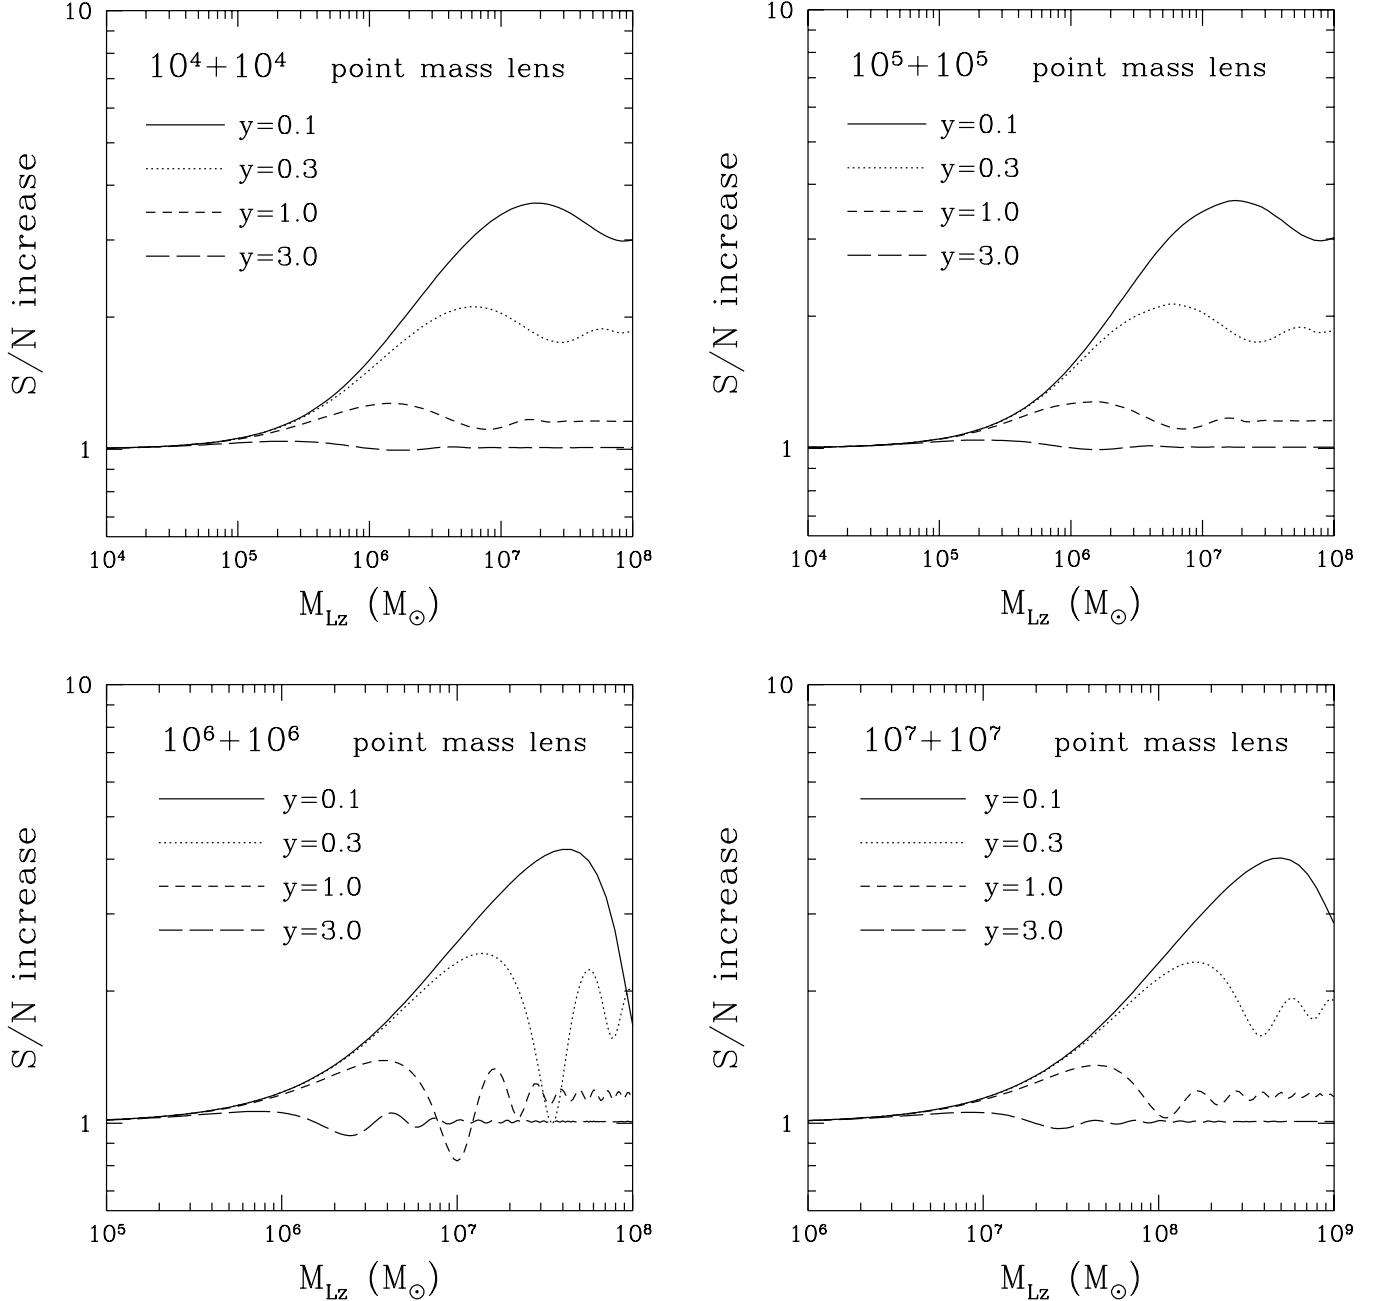 10⁴+10⁴ point mass lens
y=0.1
y=0.3
y=1.0
y=3.0
S/N increase
10
1
10⁴ 10⁵ 10⁶ 10⁷ 10⁸
M_Lz (M_⊙)
10⁵+10⁵ point mass lens
y=0.1
y=0.3
y=1.0
y=3.0
S/N increase
10
1
10⁴ 10⁵ 10⁶ 10⁷ 10⁸
M_Lz (M_⊙)
10⁶+10⁶ point mass lens
y=0.1
y=0.3
y=1.0
y=3.0
S/N increase
10
1
10⁵ 10⁶ 10⁷ 10⁸
M_Lz (M_⊙)
10⁷+10⁷ point mass lens
y=0.1
y=0.3
y=1.0
y=3.0
S/N increase
10
1
10⁶ 10⁷ 10⁸ 10⁹
M_Lz (M_⊙)